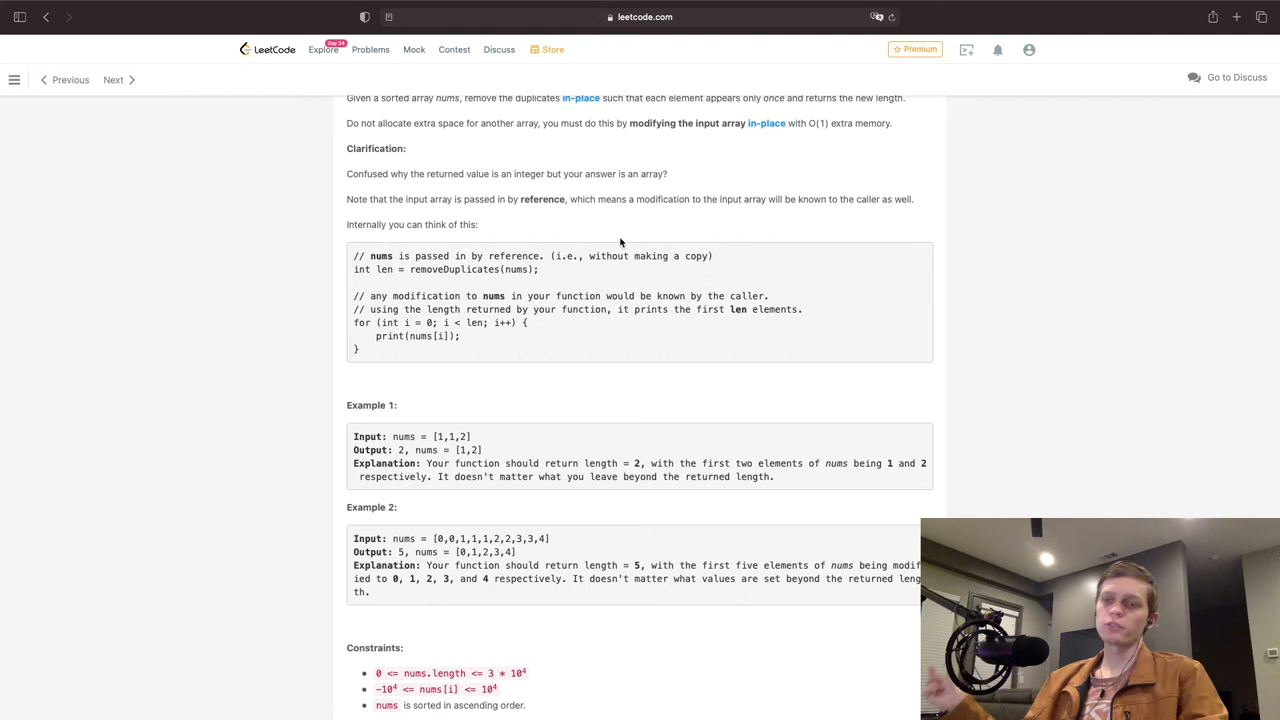 leetcode.com
LeetCode Explore Day 34 Problems Mock Contest Discuss Store Premium
Previous Next Go to Discuss
Given a sorted array nums, remove the duplicates in-place such that each element appears only once and returns the new length.
Do not allocate extra space for another array, you must do this by modifying the input array in-place with O(1) extra memory.
Clarification:
Confused why the returned value is an integer but your answer is an array?
Note that the input array is passed in by reference, which means a modification to the input array will be known to the caller as well.
Internally you can think of this:
// nums is passed in by reference. (i.e., without making a copy)
int len = removeDuplicates(nums);
// any modification to nums in your function would be known by the caller.
// using the length returned by your function, it prints the first len elements.
for (int i = 0; i < len; i++) {
    print(nums[i]);
}
Example 1:
Input: nums = [1,1,2]
Output: 2, nums = [1,2]
Explanation: Your function should return length = 2, with the first two elements of nums being 1 and 2
respectively. It doesn't matter what you leave beyond the returned length.
Example 2:
Input: nums = [0,0,1,1,1,2,2,3,3,4]
Output: 5, nums = [0,1,2,3,4]
Explanation: Your function should return length = 5, with the first five elements of nums being modif
ied to 0, 1, 2, 3, and 4 respectively. It doesn't matter what values are set beyond the returned leng
th.
Constraints:
0 <= nums.length <= 3 * 10⁴
-10⁴ <= nums[i] <= 10⁴
nums is sorted in ascending order.